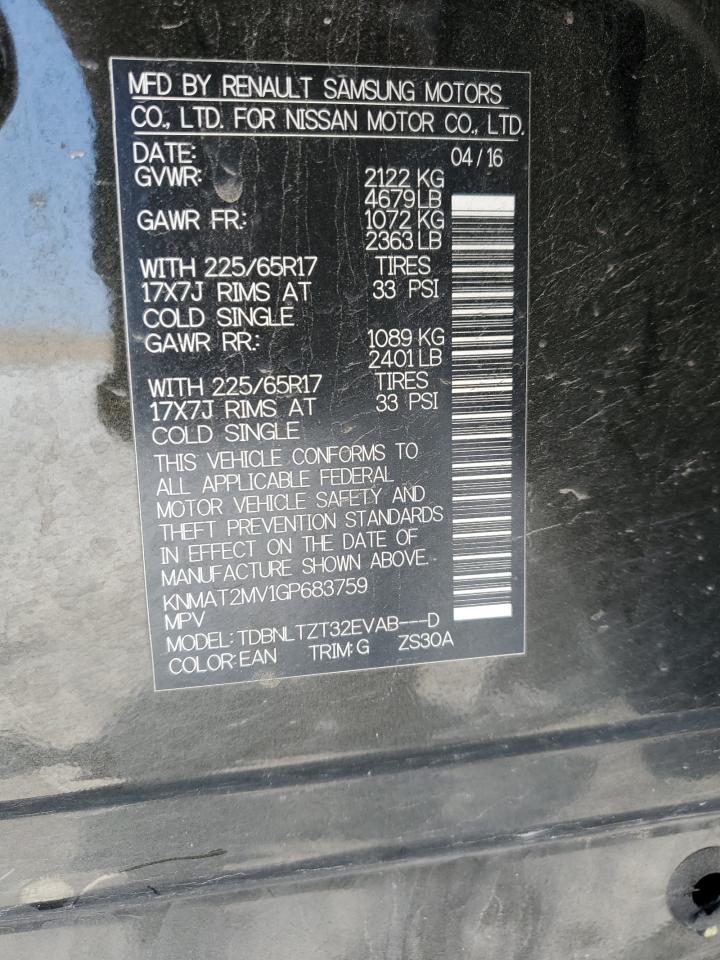 MFD BY RENAULT SAMSUNG MOTORS
CO., LTD. FOR NISSAN MOTOR CO., LTD.
DATE: 04/16
GVWR: 2122 KG
4679LB
GAWR FR.: 1072 KG
2363LB
WITH 225/65R17 TIRES
17X7J RIMS AT 33 PSI
COLD SINGLE
GAWR RR.: 1089 KG
2401LB
WITH 225/65R17 TIRES
17X7J RIMS AT 33 PSI
COLD SINGLE
THIS VEHICLE CONFORMS TO
ALL APPLICABLE FEDERAL
MOTOR VEHICLE SAFETY AND
THEFT PREVENTION STANDARDS
IN EFFECT ON THE DATE OF
MANUFACTURE SHOWN ABOVE.
KNMAT2MV1GP683759
MPV
MODEL:TDBNLTZT32EVAB---D
COLOR:EAN TRIM:G ZS30A